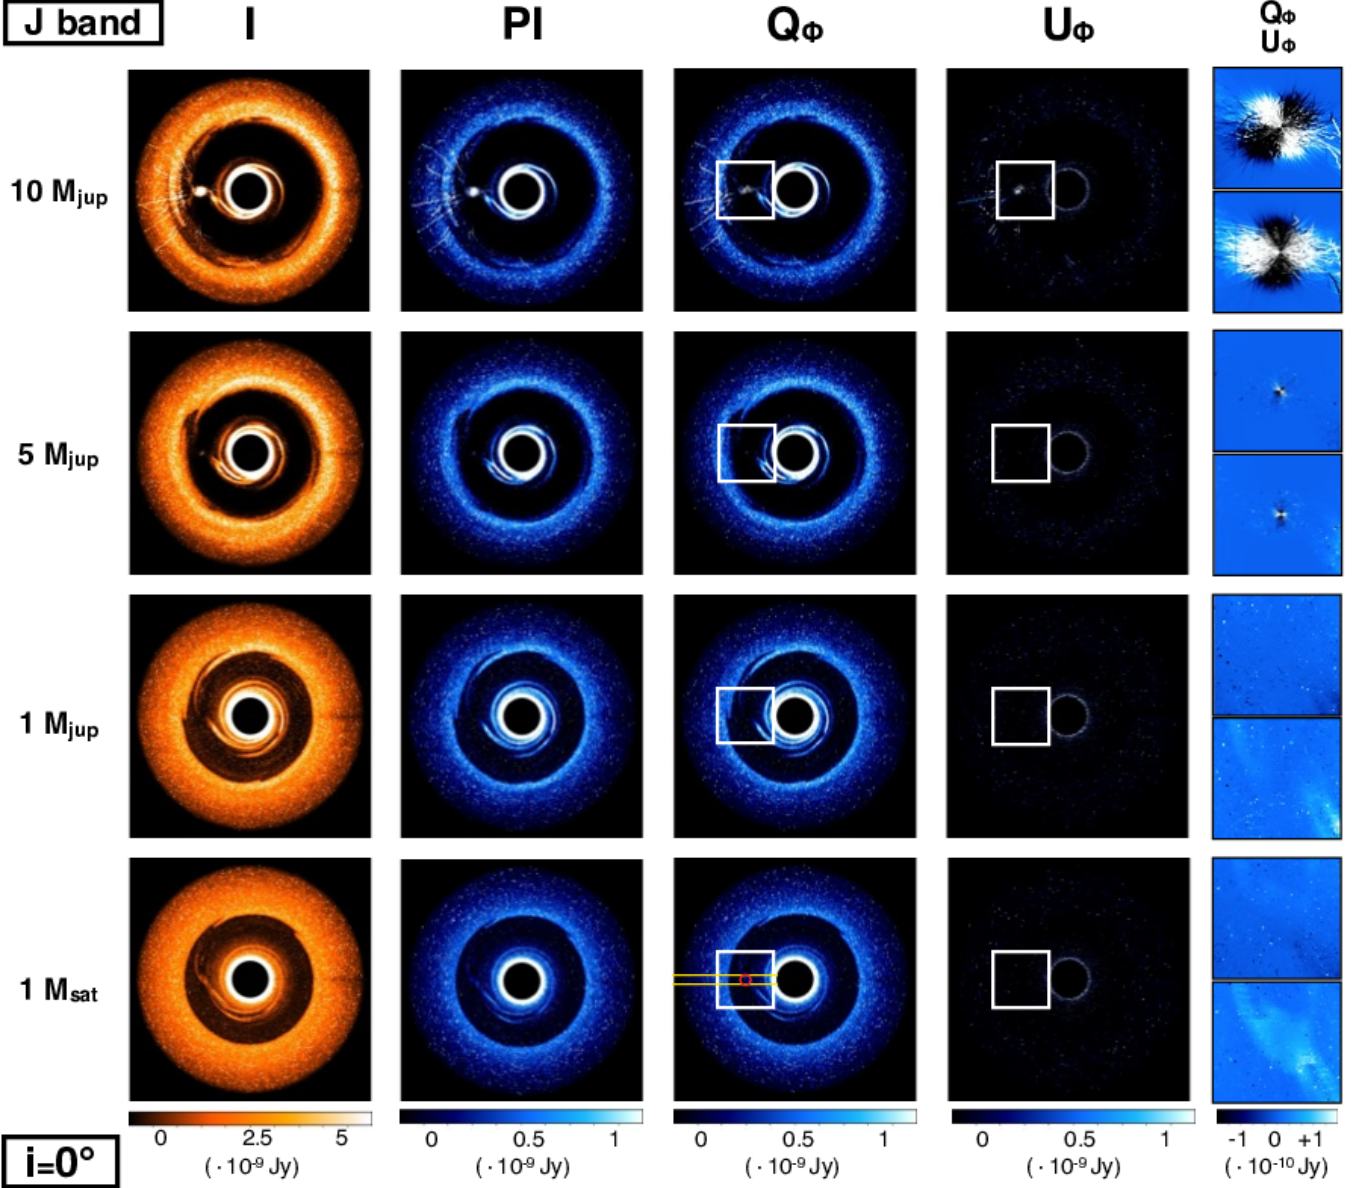 J band
I
PI
QΦ
UΦ
QΦ
UΦ
10 Mjup
5 Mjup
1 Mjup
1 Msat
0 2.5 5
(·10-9 Jy)
0 0.5 1
(·10-9 Jy)
0 0.5 1
(·10-9 Jy)
0 0.5 1
(·10-9 Jy)
-1 0 +1
(·10-10 Jy)
i=0°